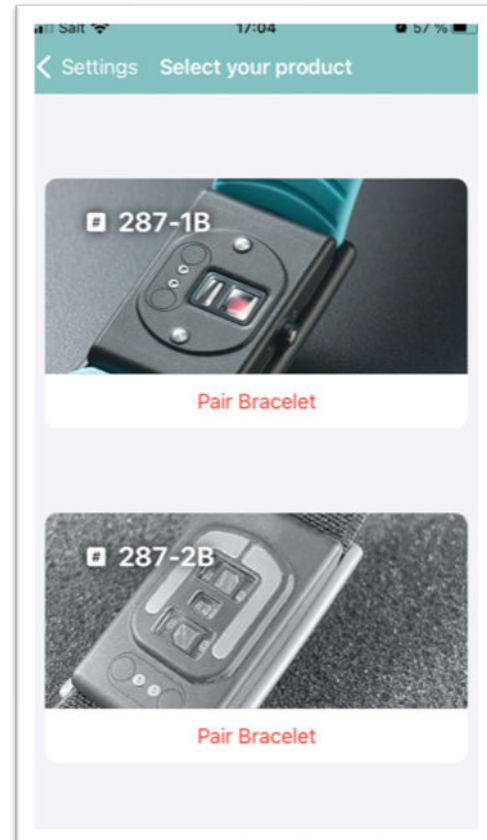 Salt 17:04 57 %
Settings Select your product
# 287-1B
Pair Bracelet
# 287-2B
Pair Bracelet